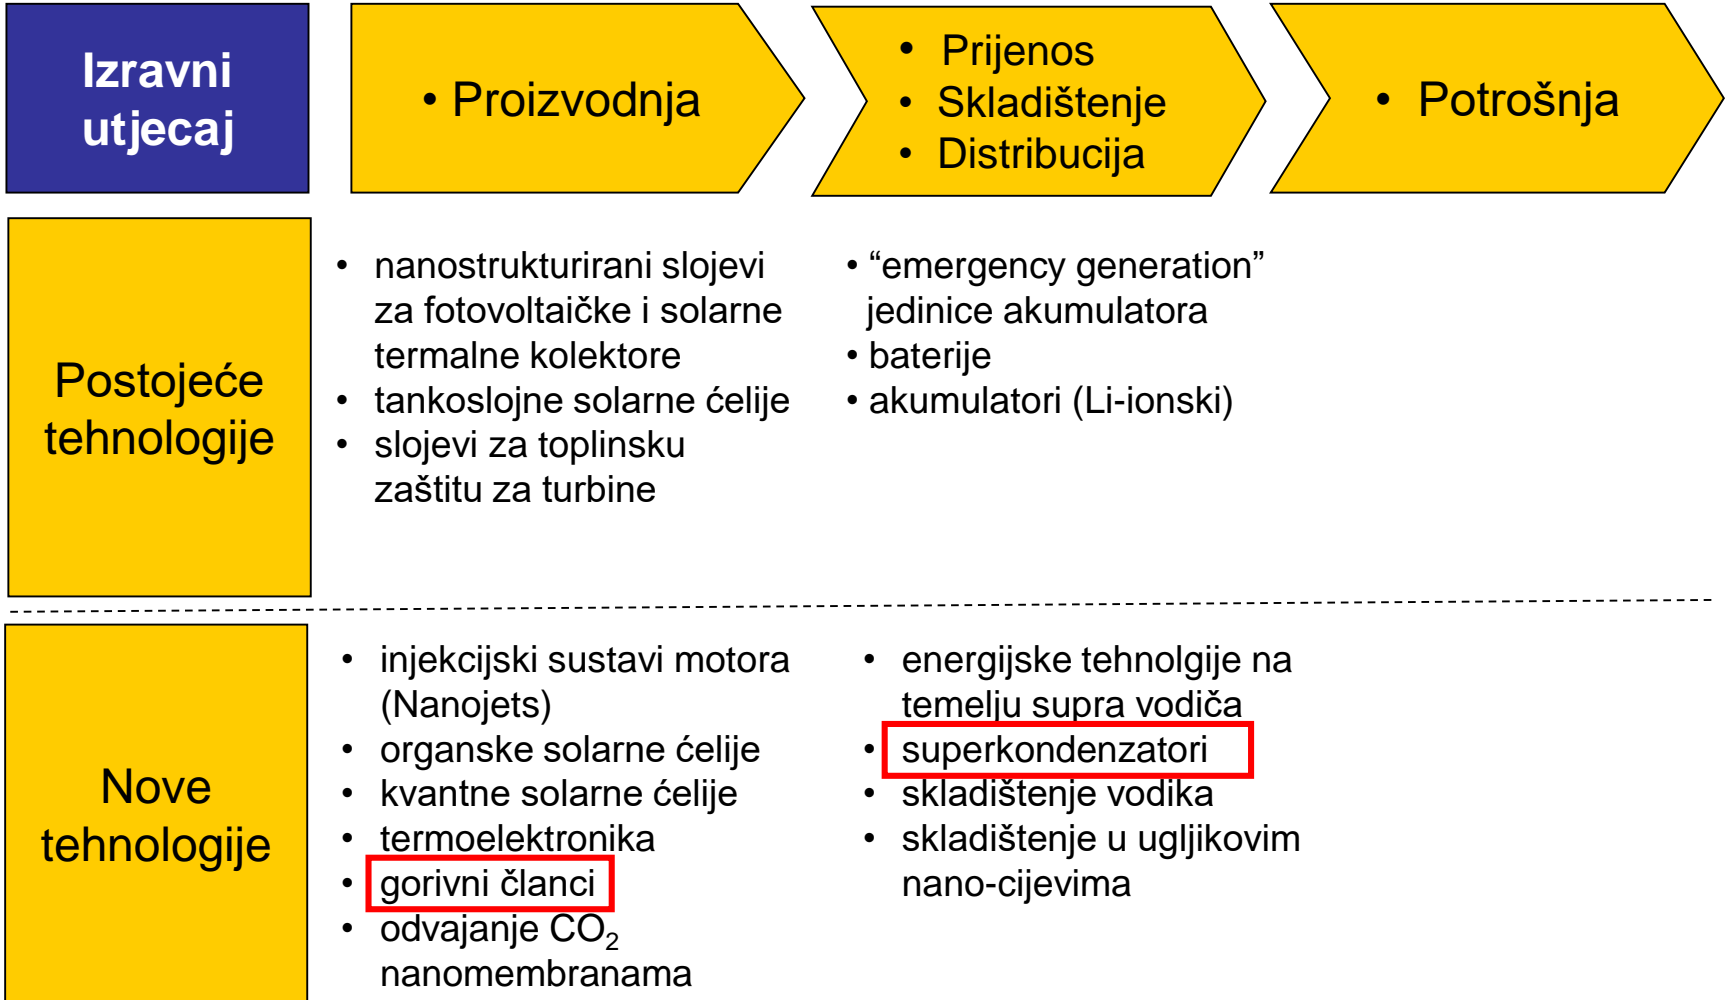 Izravni
utjecaj
• Proizvodnja
• Prijenos
• Skladištenje
• Distribucija
• Potrošnja
Postojeće
tehnologije
• nanostrukturirani slojevi
za fotovoltaičke i solarne
termalne kolektore
• tankoslojne solarne ćelije
• slojevi za toplinsku
zaštitu za turbine
• “emergency generation”
jedinice akumulatora
• baterije
• akumulatori (Li-ionski)
Nove
tehnologije
• injekcijski sustavi motora
(Nanojets)
• organske solarne ćelije
• kvantne solarne ćelije
• termoelektronika
• gorivni članci
• odvajanje CO₂
nanomembranama
• energijske tehnolgije na
temelju supra vodiča
• superkondenzatori
• skladištenje vodika
• skladištenje u ugljikovim
nano-cijevima